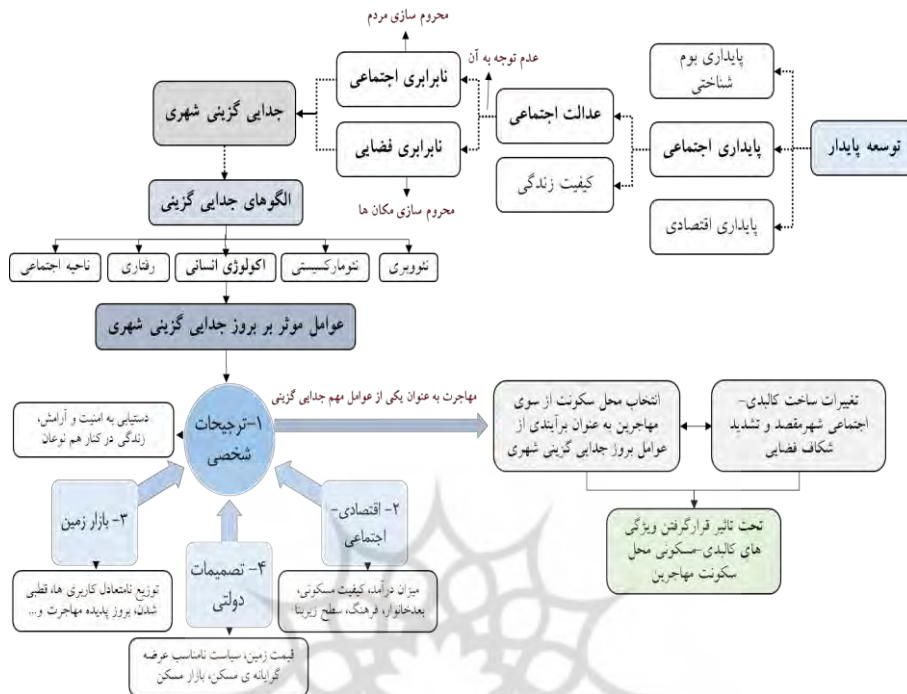 توسعه پایدار
پایداری بوم
شناختی
پایداری اجتماعی
پایداری اقتصادی
عدالت اجتماعی
کیفیت زندگی
عدم توجه به آن
محروم سازی مردم
نابرابری اجتماعی
نابرابری فضایی
محروم سازی مکان ها
جدایی گزینی شهری
الگوهای جدایی گزینی
نئووبری
نئومارکسیستی
اکولوژی انسانی
رفتاری
ناحیه اجتماعی
عوامل موثر بر بروز جدایی گزینی شهری
۱-ترجیحات
شخصی
دستیابی به امنیت و آرامش،
زندگی در کنار هم نوعان
مهاجرت به عنوان یکی از عوامل مهم جدایی گزینی
انتخاب محل سکونت از سوی
مهاجرین به عنوان برآیندی از
عوامل بروز جدایی گزینی شهری
تغییرات ساخت کالبدی-
اجتماعی شهرمقصد و تشدید
شکاف فضایی
تحت تاثیر قرارگرفتن ویژگی
های کالبدی-مسکونی محل
سکونت مهاجرین
۲- اقتصادی-
اجتماعی
میزان درآمد، کیفیت مسکونی،
بعدخانوار، فرهنگ، سطح زیربنا
۳- بازار زمین
توزیع نامتعادل کاربری ها، قطبی
شدن، بروز پدیده مهاجرت و...
۴- تصمیمات
دولتی
قیمت زمین، سیاست نامناسب عرضه
گرایانه ی مسکن، بازار مسکن